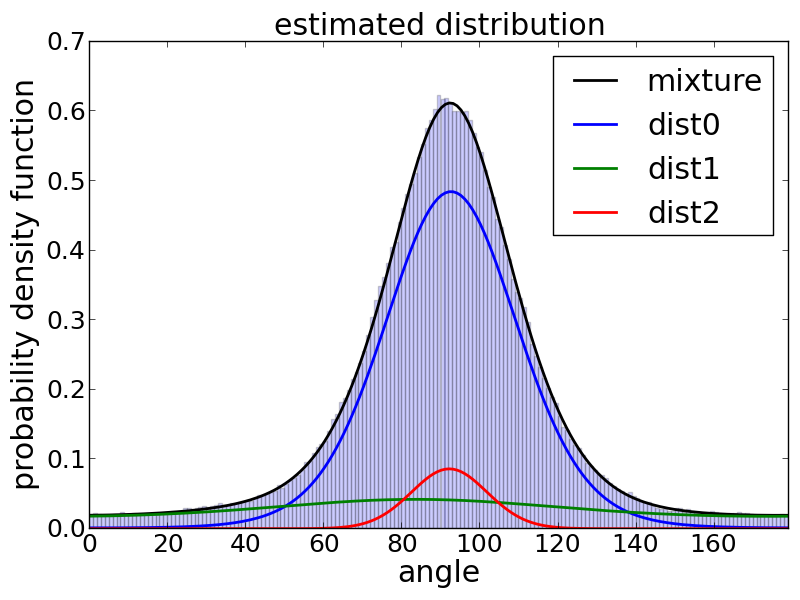 estimated distribution
0.7
0.6
0.5
0.4
0.3
0.2
0.1
0.0
probability density function
mixture
dist0
dist1
dist2
0 20 40 60 80 100 120 140 160
angle